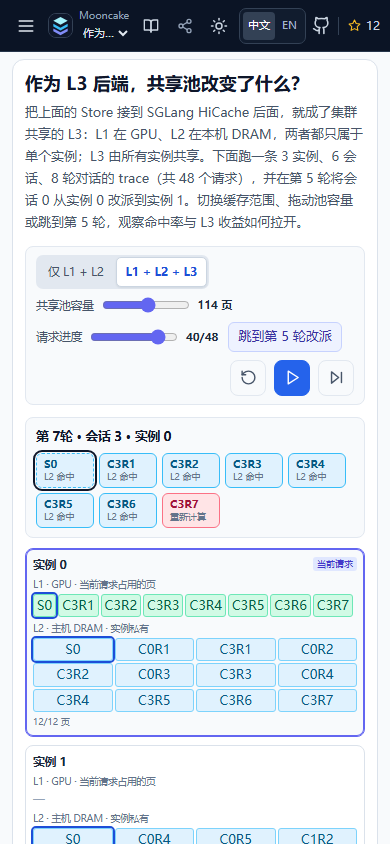 Mooncake
作为...
中文
EN
12
作为 L3 后端，共享池改变了什么？
把上面的 Store 接到 SGLang HiCache 后面，就成了集群
共享的 L3：L1 在 GPU、L2 在本机 DRAM，两者都只属于
单个实例；L3 由所有实例共享。下面跑一条 3 实例、6 会
话、8 轮对话的 trace（共 48 个请求），并在第 5 轮将会
话 0 从实例 0 改派到实例 1。切换缓存范围、拖动池容量
或跳到第 5 轮，观察命中率与 L3 收益如何拉开。
仅 L1 + L2
L1 + L2 + L3
共享池容量
114 页
请求进度
40/48
跳到第 5 轮改派
第 7轮 • 会话 3 • 实例 0
S0
C3R1
C3R2
C3R3
C3R4
L2 命中
L2 命中
L2 命中
L2 命中
L2 命中
C3R5
C3R6
C3R7
L2 命中
L2 命中
重新计算
实例 0
当前请求
L1 · GPU · 当前请求占用的页
S0
C3R1
C3R2
C3R3
C3R4
C3R5
C3R6
C3R7
L2 · 主机 DRAM · 实例私有
S0
C0R1
C3R1
C0R2
C3R2
C0R3
C3R3
C0R4
C3R4
C3R5
C3R6
C3R7
12/12 页
实例 1
L1 · GPU · 当前请求占用的页
—
L2 · 主机 DRAM · 实例私有
S0
C0R4
C0R5
C1R2